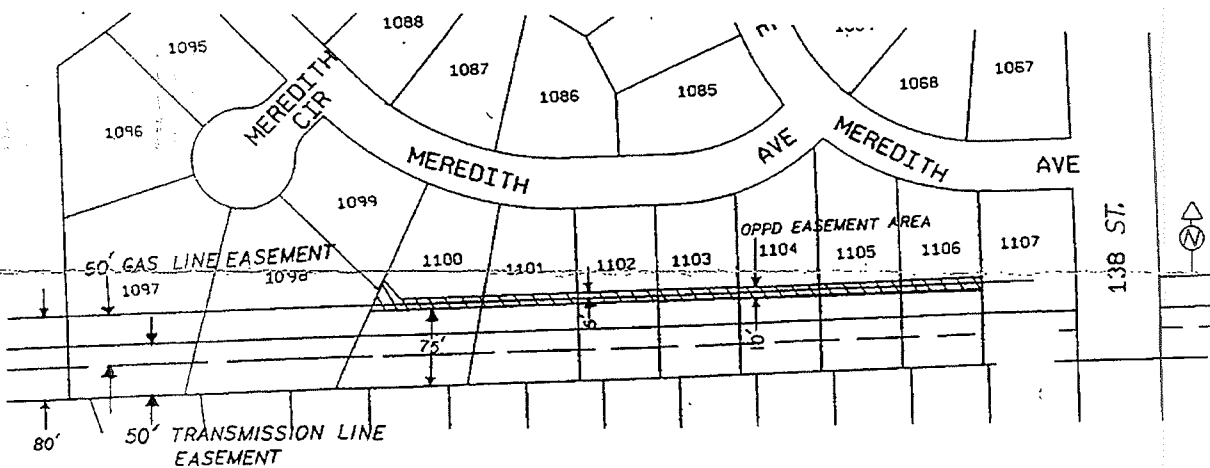 1088
1095
1087
1086
1085
1068
1067
1096
MEREDITH
CIR
MEREDITH
AVE
MEREDITH
AVE
1099
138 ST.
N
OPPD EASEMENT AREA
50' GAS LINE EASEMENT
1097
1098
1100
1101
1102
1103
1104
1105
1106
1107
75'
10'
80'
50' TRANSMISSION LINE
EASEMENT